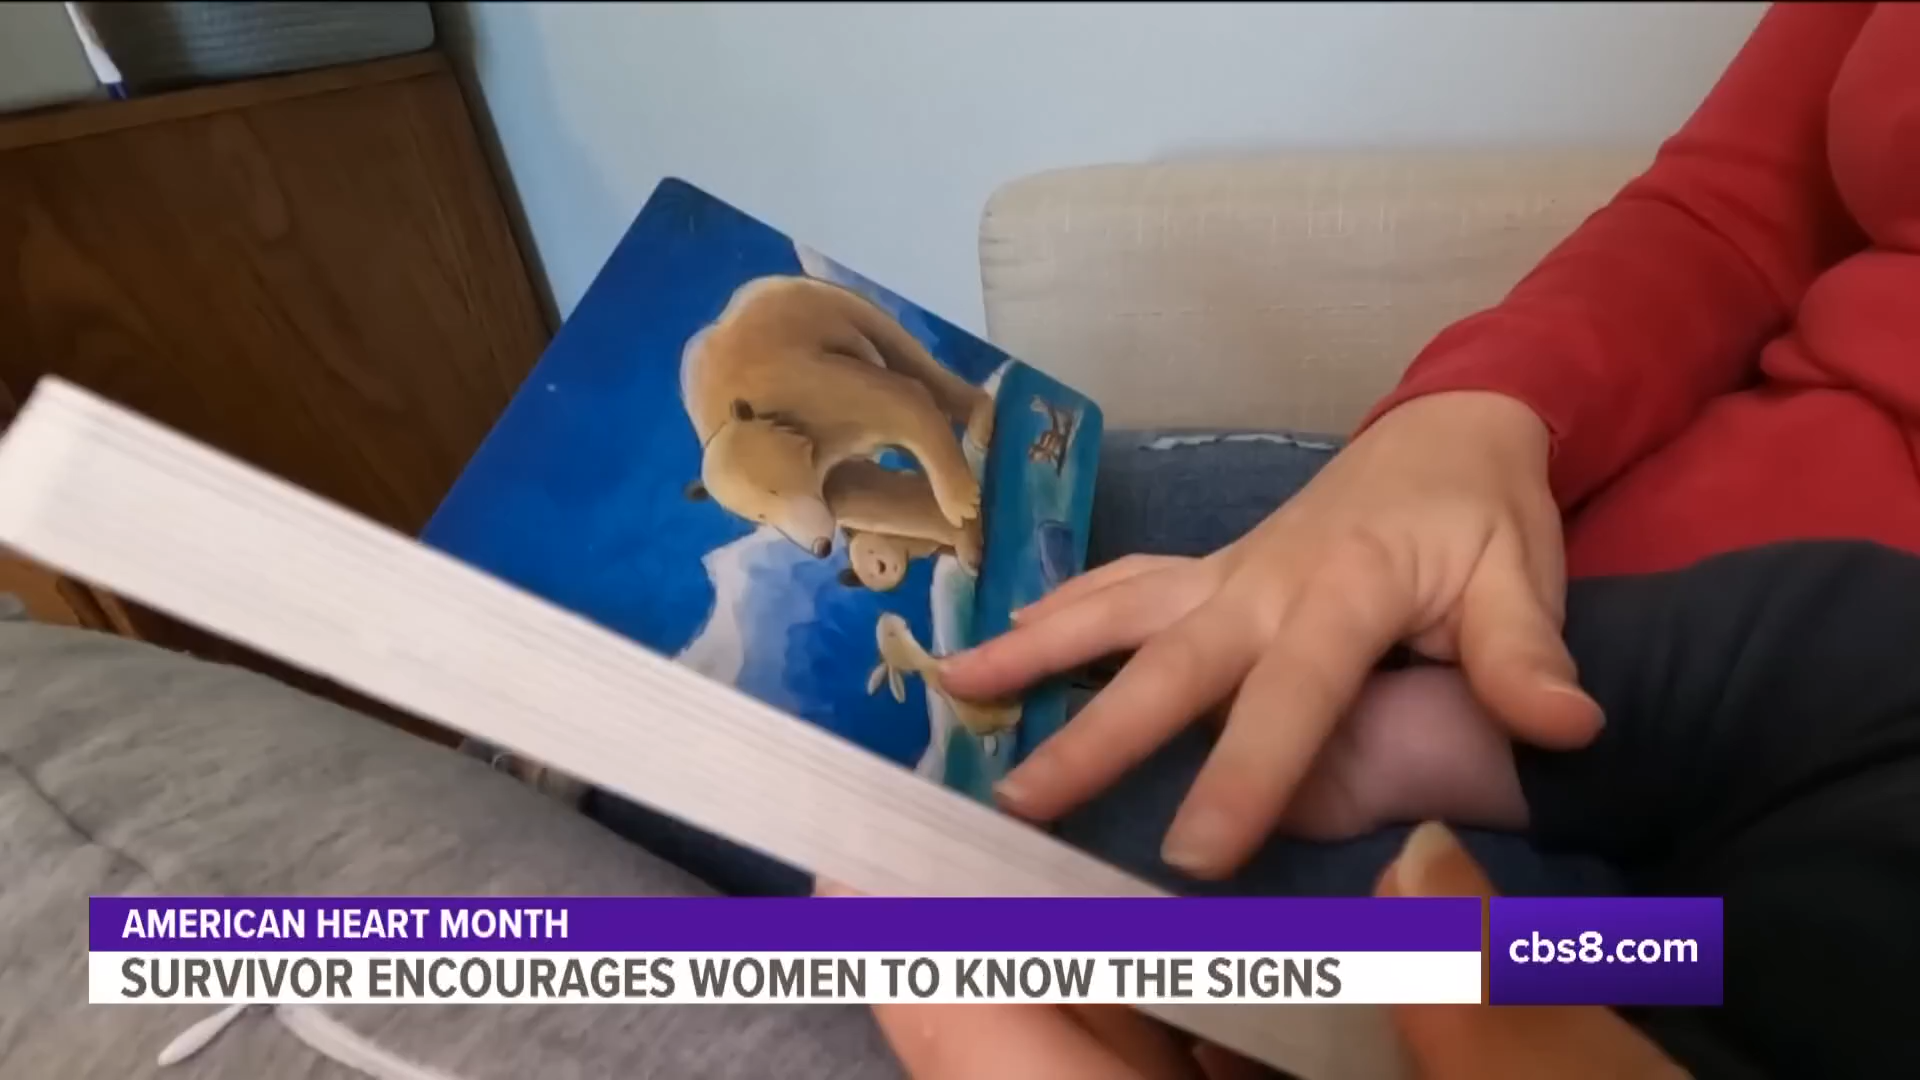 AMERICAN HEART MONTH
SURVIVOR ENCOURAGES WOMEN TO KNOW THE SIGNS
cbs8.com